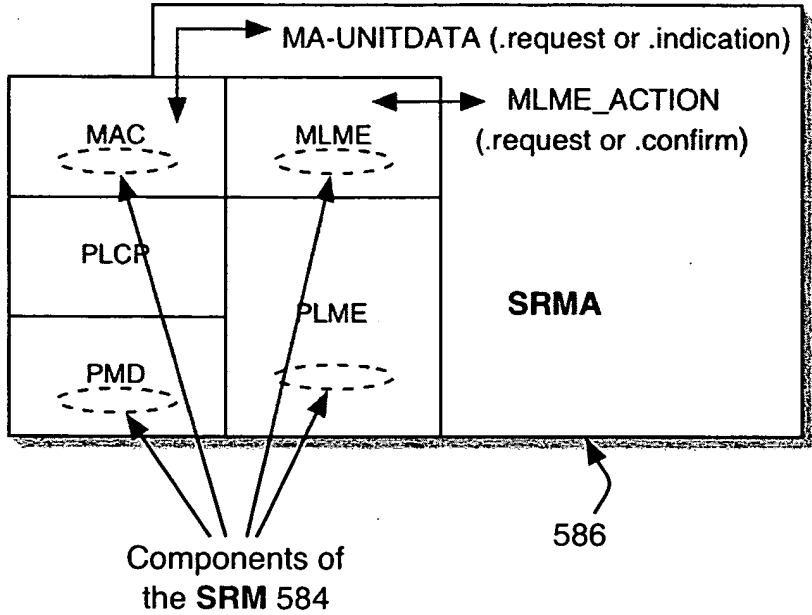 MA-UNITDATA (.request or .indication)
MAC
MLME
MLME_ACTION
(.request or .confirm)
PLCP
PLME
SRMA
PMD
586
Components of
the SRM 584